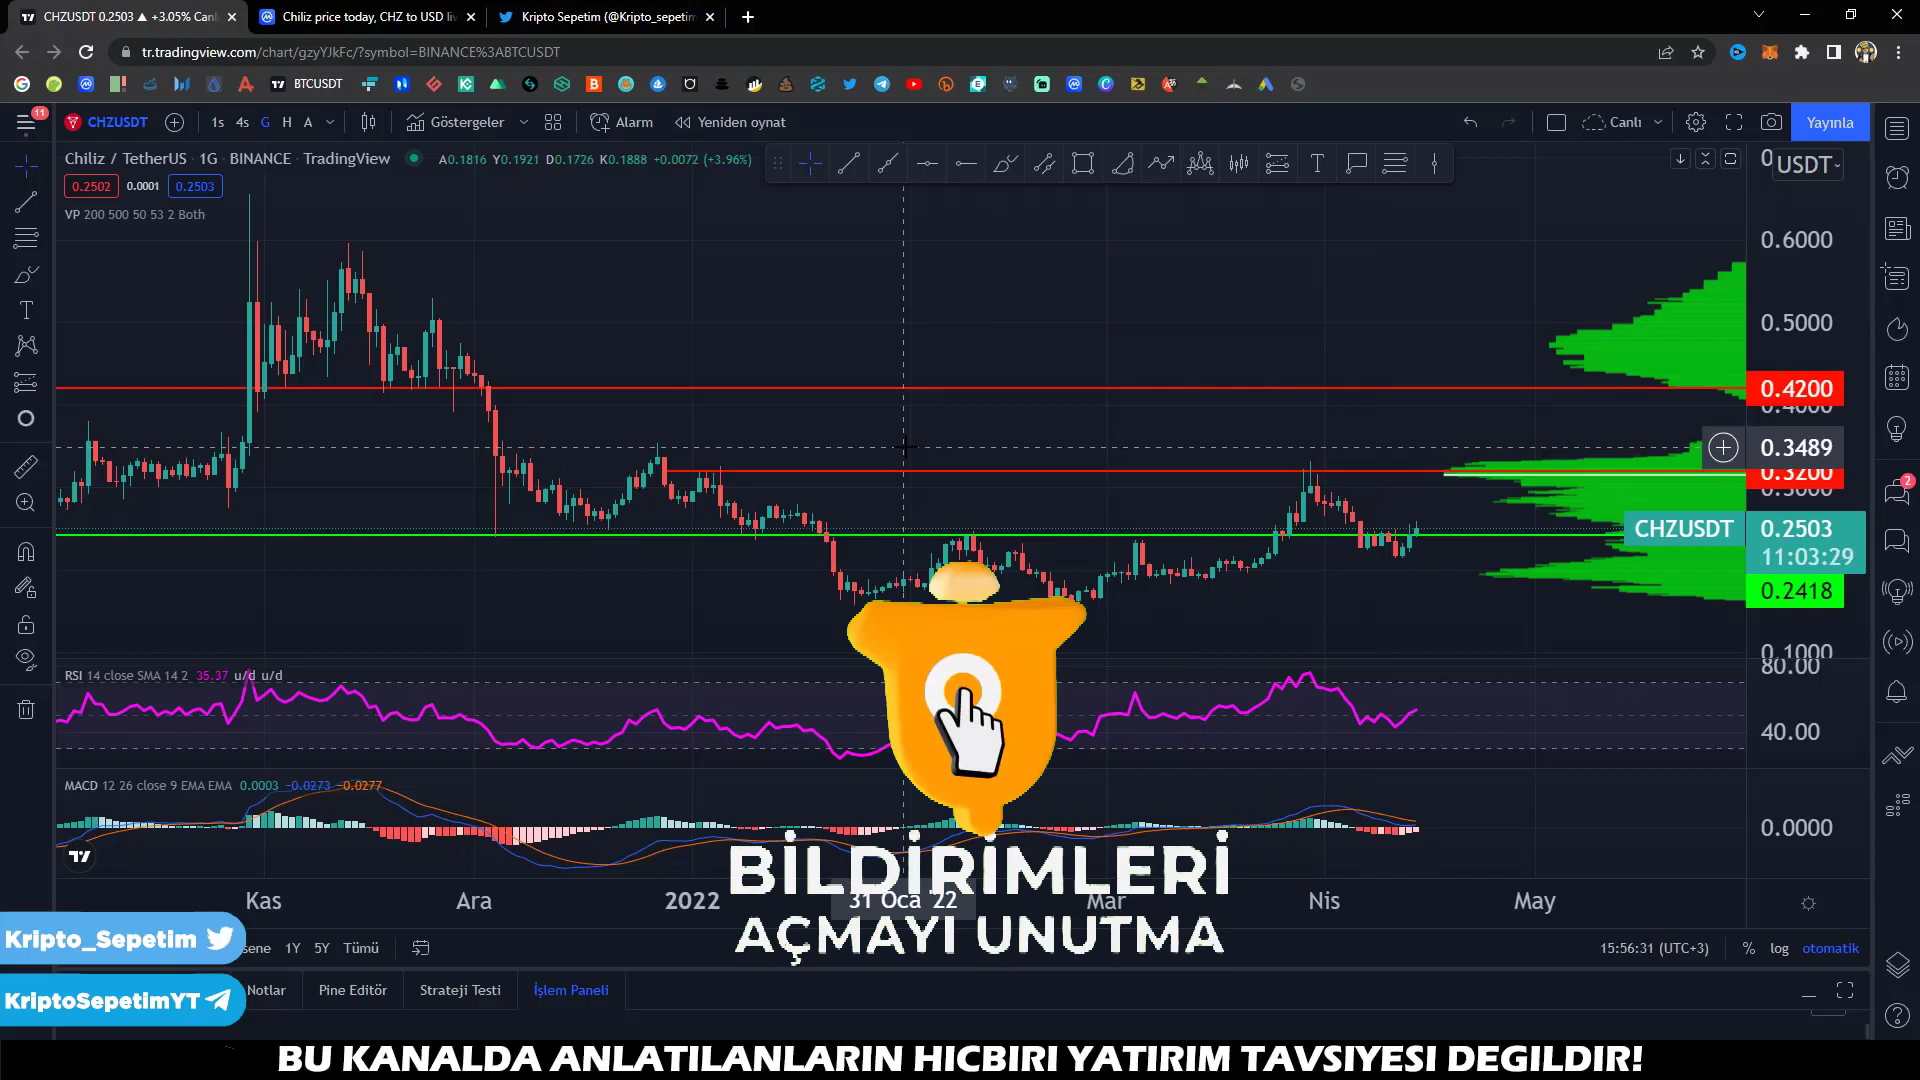 CHZUSDT 0.2503 ▲ +3.05% Canl
Chiliz price today, CHZ to USD li
Kripto Sepetim (@Kripto_sepetim
tr.tradingview.com/chart/gzyYJkFc/?symbol=BINANCE%3ABTCUSDT
BTCUSDT
11
CHZUSDT
1s 4s G H A
Göstergeler
Alarm
Yeniden oynat
Canlı
Yayınla
Chiliz / TetherUS · 1G · BINANCE · TradingView
A0.1816 Y0.1921 D0.1726 K0.1888 +0.0072 (+3.96%)
USDT
0.2502 0.0001 0.2503
VP 200 500 50 53 2 Both
0.6000
0.5000
0.4200
0.4000
0.3489
0.3200
0.3000
2
CHZUSDT 0.2503
11:03:29
0.2418
0.1000
RSI 14 close SMA 14 2 35.37 u/d u/d
80.00
40.00
MACD 12 26 close 9 EMA EMA 0.0003 -0.0273 -0.0277
0.0000
BİLDİRİMLERİ
Kas Ara 2022 31 Oca '22 Mar Nis May
AÇMAYI UNUTMA
Kripto_Sepetim
sene 1Y 5Y Tümü
15:56:31 (UTC+3) % log otomatik
KriptoSepetimYT
Notlar Pine Editör Strateji Testi İşlem Paneli
BU KANALDA ANLATILANLARIN HICBIRI YATIRIM TAVSIYESI DEGILDIR!